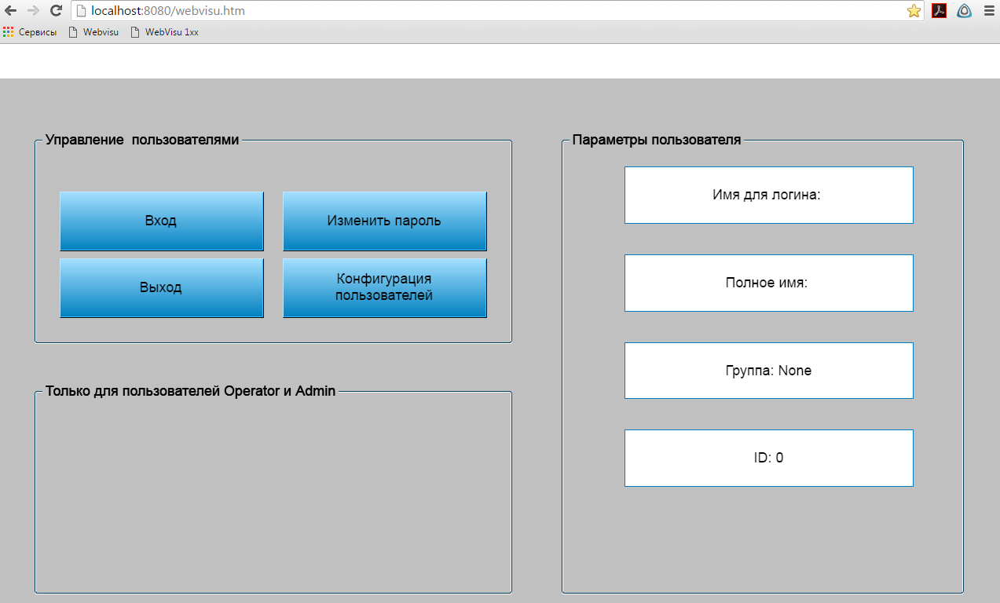 localhost:8080/webvisu.htm
Сервисы Webvisu WebVisu 1xx
Управление пользователями
Вход
Изменить пароль
Выход
Конфигурация
пользователей
Только для пользователей Operator и Admin
Параметры пользователя
Имя для логина:
Полное имя:
Группа: None
ID: 0